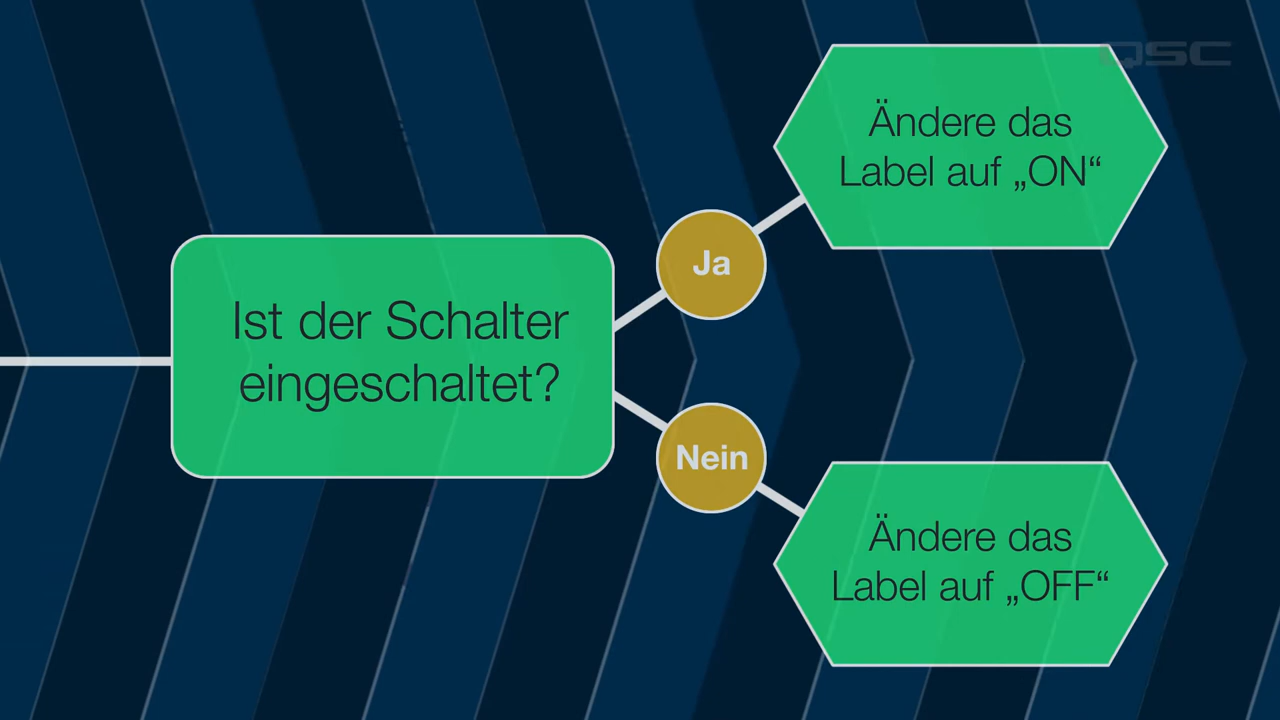 QSC
Ändere das
Label auf „ON“
Ja
Ist der Schalter
eingeschaltet?
Nein
Ändere das
Label auf „OFF“